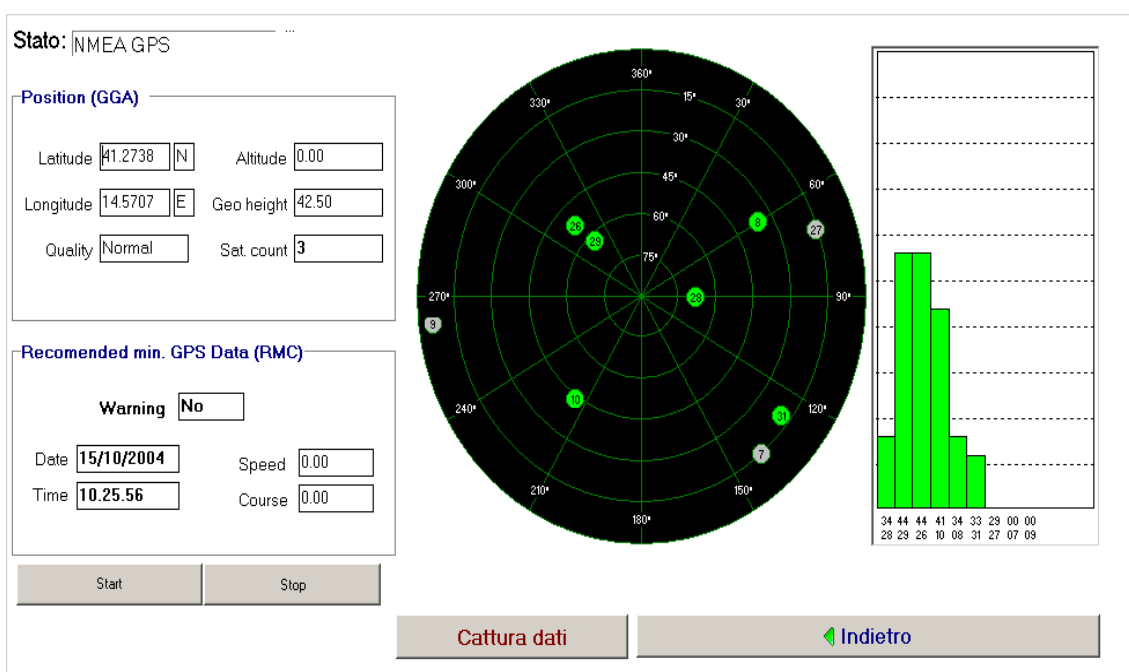 Stato: NMEA GPS ...
Position (GGA)
Latitude 41.2738 N Altitude 0.00
Longitude 14.5707 E Geo height 42.50
Quality Normal Sat. count 3
Recomended min. GPS Data (RMC)
Warning No
Date 15/10/2004 Speed 0.00
Time 10.25.56 Course 0.00
Start Stop
360°
330° 15° 30°
30°
300° 45° 60°
60°
26 8 27
29
75°
270° 28 90°
9
10
240° 31 120°
7
210° 150°
180°
34 44 44 41 34 33 29 00 00
28 29 26 10 08 31 27 07 09
Cattura dati Indietro